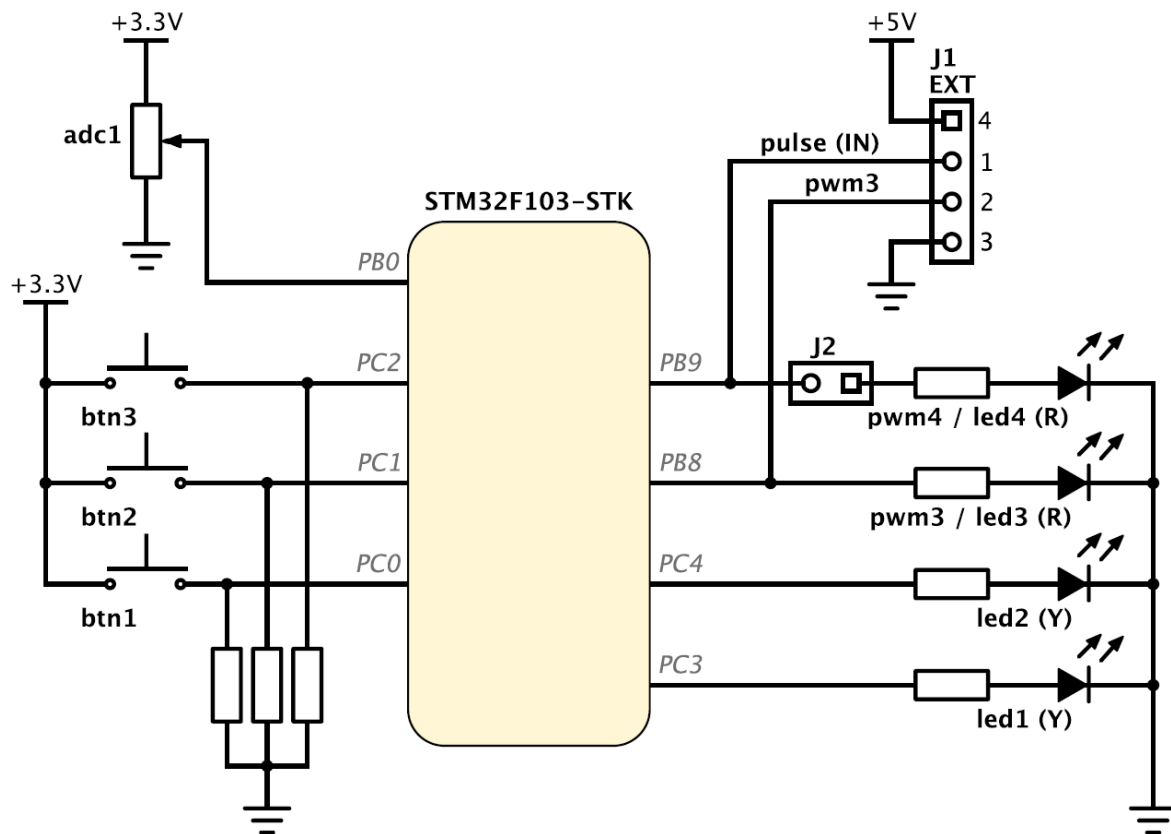 +3.3V
+5V
J1
EXT
adc1
4
pulse (IN)
1
pwm3
2
STM32F103-STK
3
PB0
+3.3V
J2
PC2
PB9
btn3
pwm4 / led4 (R)
PC1
PB8
btn2
pwm3 / led3 (R)
PC0
PC4
btn1
led2 (Y)
PC3
led1 (Y)